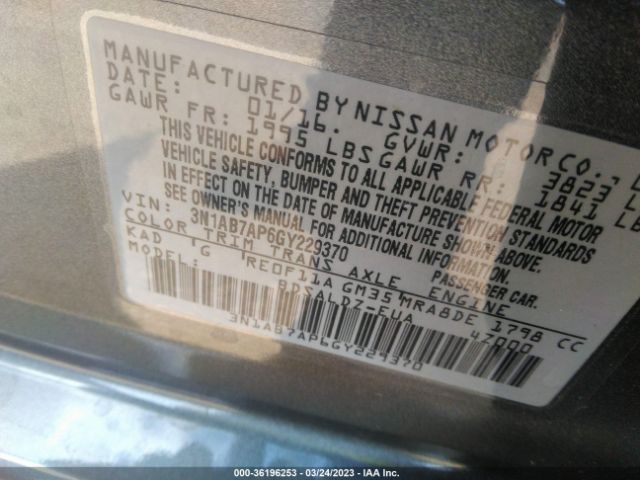 MANUFACTURED BY NISSAN MOTOR CO.,
DATE: 01/16. GVWR: 3823 L
GAWR FR: 1995 LBS GAWR RR: 1841 LB
THIS VEHICLE CONFORMS TO ALL APPLICABLE FEDERAL MOTOR
VEHICLE SAFETY, BUMPER AND THEFT PREVENTION STANDARDS
IN EFFECT ON THE DATE OF MANUFACTURE SHOWN ABOVE.
SEE OWNER'S MANUAL FOR ADDITIONAL INFORMATION.
VIN: 3N1AB7AP6GY229370 PASSENGER CAR.
COLOR TRIM TRANS AXLE ENGINE
KAD G RE0F11A GM35 MRA8DE 1798 CC
MODEL: BDSALDZ-EUA 4Z000
3N1AB7AP6GY229370
000-36196253 - 03/24/2023 - IAA Inc.